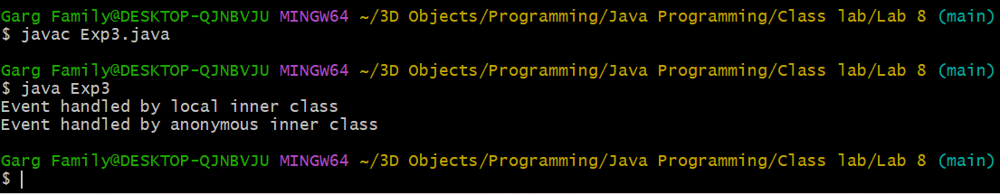 Garg Family@DESKTOP-QJNBVJU MINGW64 ~/3D Objects/Programming/Java Programming/Class lab/Lab 8 (main)
$ javac Exp3.java
Garg Family@DESKTOP-QJNBVJU MINGW64 ~/3D Objects/Programming/Java Programming/Class lab/Lab 8 (main)
$ java Exp3
Event handled by local inner class
Event handled by anonymous inner class
Garg Family@DESKTOP-QJNBVJU MINGW64 ~/3D Objects/Programming/Java Programming/Class lab/Lab 8 (main)
$